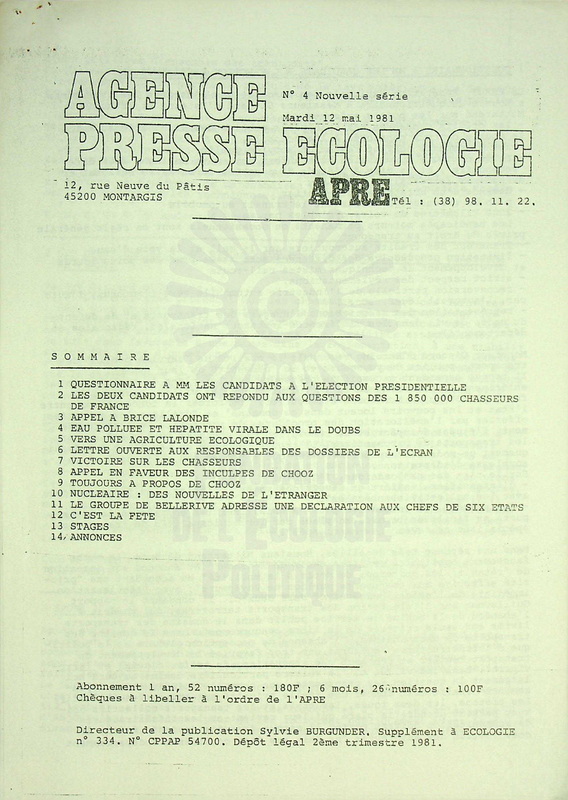 AGENCE
N° 4 Nouvelle série
Mardi 12 mai 1981
PRESSE ECOLOGIE
12, rue Neuve du Pâtis
APRE Tél : (38) 98. 11. 22.
45200 MONTARGIS
SOMMAIRE
1 QUESTIONNAIRE A MM LES CANDIDATS A L'ELECTION PRESIDENTIELLE
2 LES DEUX CANDIDATS ONT REPONDU AUX QUESTIONS DES 1 850 000 CHASSEURS
DE FRANCE
3 APPEL A BRICE LALONDE
4 EAU POLLUEE ET HEPATITE VIRALE DANS LE DOUBS
5 VERS UNE AGRICULTURE ECOLOGIQUE
6 LETTRE OUVERTE AUX RESPONSABLES DES DOSSIERS DE L'ECRAN
7 VICTOIRE SUR LES CHASSEURS
8 APPEL EN FAVEUR DES INCULPES DE CHOOZ
9 TOUJOURS A PROPOS DE CHOOZ
10 NUCLEAIRE : DES NOUVELLES DE L'ETRANGER
11 LE GROUPE DE BELLERIVE ADRESSE UNE DECLARATION AUX CHEFS DE SIX ETATS
12 C'EST LA FETE
13 STAGES
14 ANNONCES
DE L'ECOLOGIE
POLITIQUE
Abonnement 1 an, 52 numéros : 180F ; 6 mois, 26 numéros : 100F
Chèques à libeller à l'ordre de l'APRE
Directeur de la publication Sylvie BURGUNDER. Supplément à ECOLOGIE
n° 334. N° CPPAP 54700. Dépôt légal 2ème trimestre 1981.